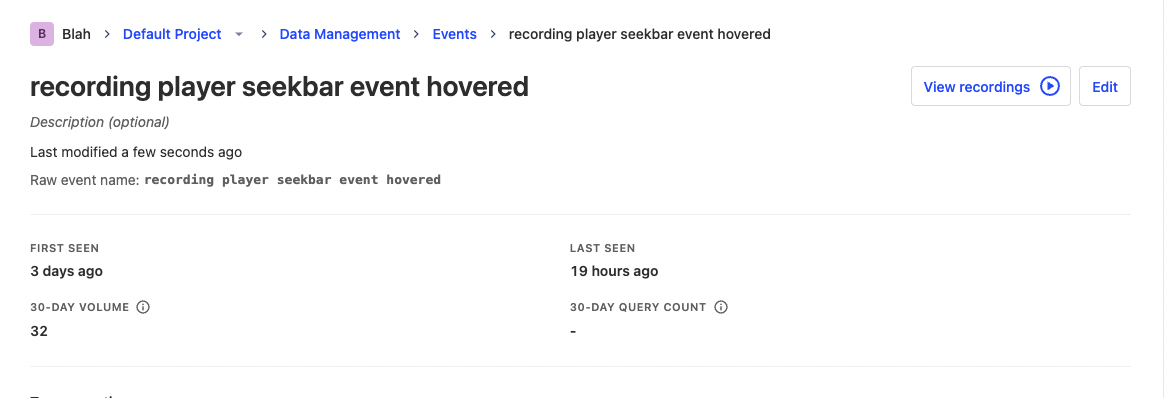 B Blah > Default Project > Data Management > Events > recording player seekbar event hovered
recording player seekbar event hovered
View recordings
Edit
Description (optional)
Last modified a few seconds ago
Raw event name: recording player seekbar event hovered
FIRST SEEN
LAST SEEN
3 days ago
19 hours ago
30-DAY VOLUME
30-DAY QUERY COUNT
32
-